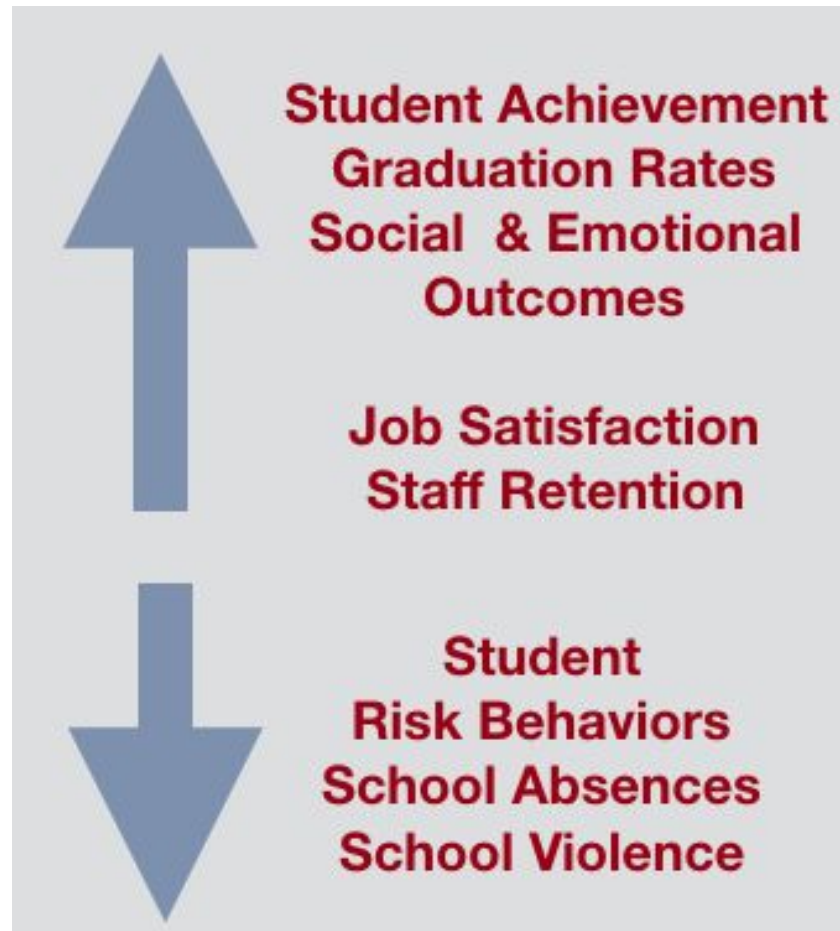 Student Achievement
Graduation Rates
Social & Emotional
Outcomes
Job Satisfaction
Staff Retention
Student
Risk Behaviors
School Absences
School Violence